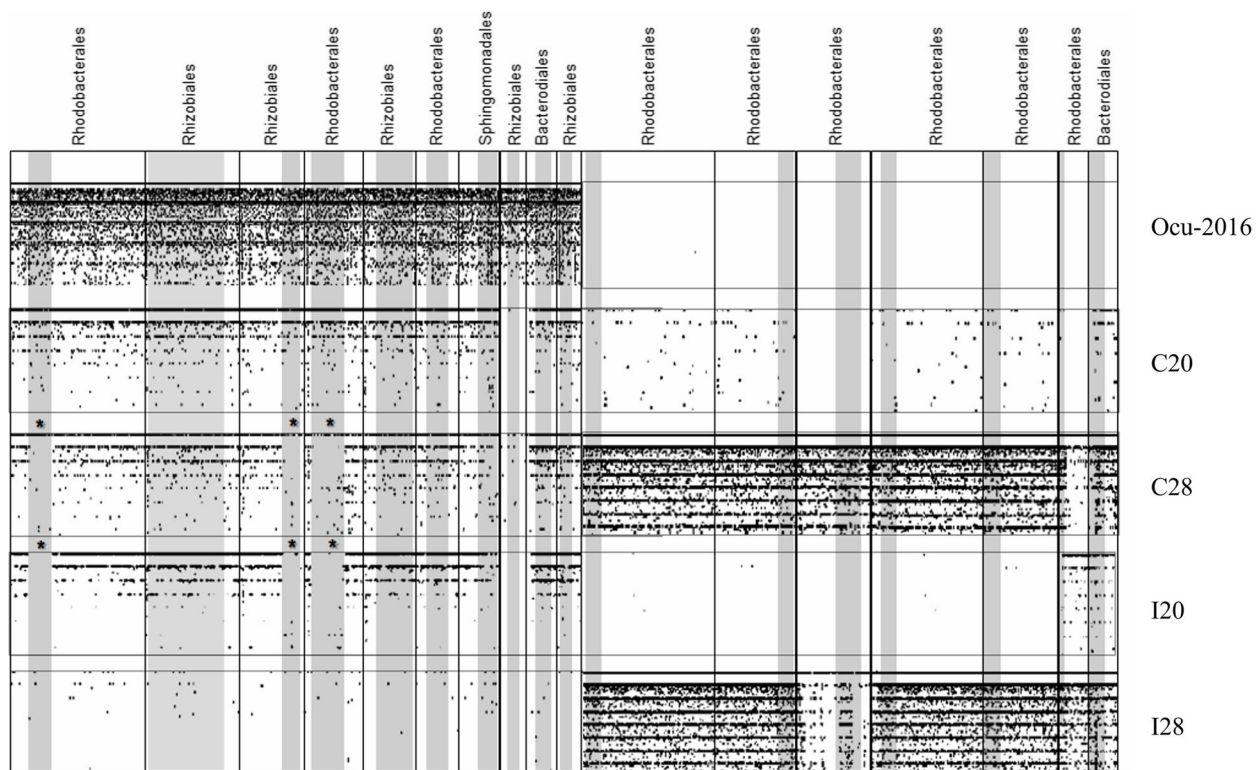 Rhodobacterales
Rhizobiales
Rhizobiales
Rhodobacterales
Rhizobiales
Rhodobacterales
Sphingomonadales
Rhizobiales
Bacterodiales
Rhizobiales
Rhodobacterales
Rhodobacterales
Rhodobacterales
Rhodobacterales
Rhodobacterales
Rhodobacterales
Bacterodiales
Ocu-2016
C20
* * *
C28
* * *
I20
I28